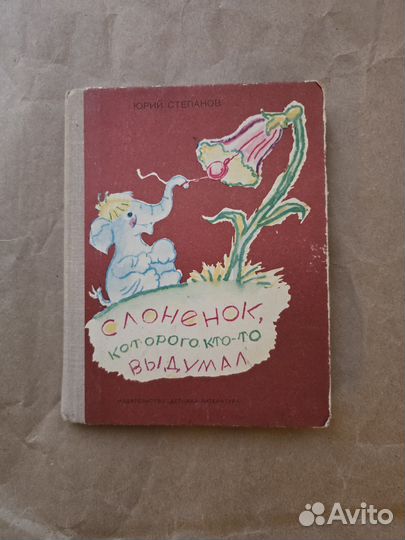 ЮРИЙ СТЕПАНОВ
СЛОНЕНОК,
КОТОРОГО КТО-ТО
ВЫДУМАЛ
ИЗДАТЕЛЬСТВО «ДЕТСКАЯ ЛИТЕРАТУРА»
Avito